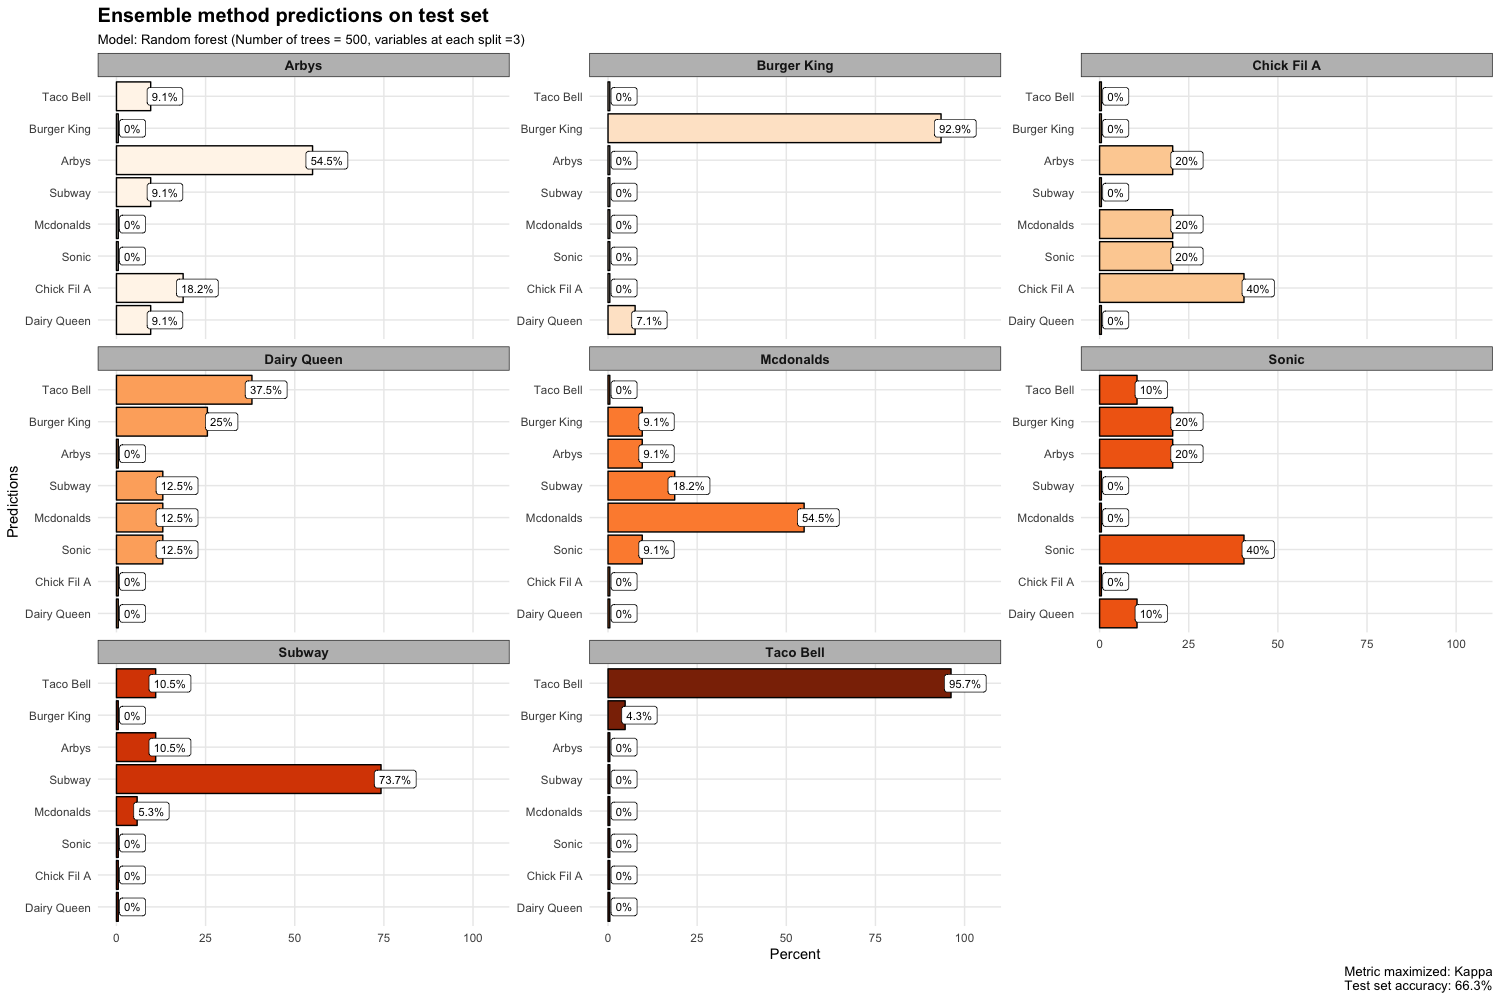 Ensemble method predictions on test set
Model: Random forest (Number of trees = 500, variables at each split =3)
Predictions
Arbys
Taco Bell 9.1%
Burger King 0%
Arbys 54.5%
Subway 9.1%
Mcdonalds 0%
Sonic 0%
Chick Fil A 18.2%
Dairy Queen 9.1%
Burger King
Taco Bell 0%
Burger King 92.9%
Arbys 0%
Subway 0%
Mcdonalds 0%
Sonic 0%
Chick Fil A 0%
Dairy Queen 7.1%
Chick Fil A
Taco Bell 0%
Burger King 0%
Arbys 20%
Subway 0%
Mcdonalds 20%
Sonic 20%
Chick Fil A 40%
Dairy Queen 0%
Dairy Queen
Taco Bell 37.5%
Burger King 25%
Arbys 0%
Subway 12.5%
Mcdonalds 12.5%
Sonic 12.5%
Chick Fil A 0%
Dairy Queen 0%
Mcdonalds
Taco Bell 0%
Burger King 9.1%
Arbys 9.1%
Subway 18.2%
Mcdonalds 54.5%
Sonic 9.1%
Chick Fil A 0%
Dairy Queen 0%
Sonic
Taco Bell 10%
Burger King 20%
Arbys 20%
Subway 0%
Mcdonalds 0%
Sonic 40%
Chick Fil A 0%
Dairy Queen 10%
0 25 50 75 100
Subway
Taco Bell 10.5%
Burger King 0%
Arbys 10.5%
Subway 73.7%
Mcdonalds 5.3%
Sonic 0%
Chick Fil A 0%
Dairy Queen 0%
0 25 50 75 100
Taco Bell
Taco Bell 95.7%
Burger King 4.3%
Arbys 0%
Subway 0%
Mcdonalds 0%
Sonic 0%
Chick Fil A 0%
Dairy Queen 0%
0 25 50 75 100
Percent
Metric maximized: Kappa
Test set accuracy: 66.3%